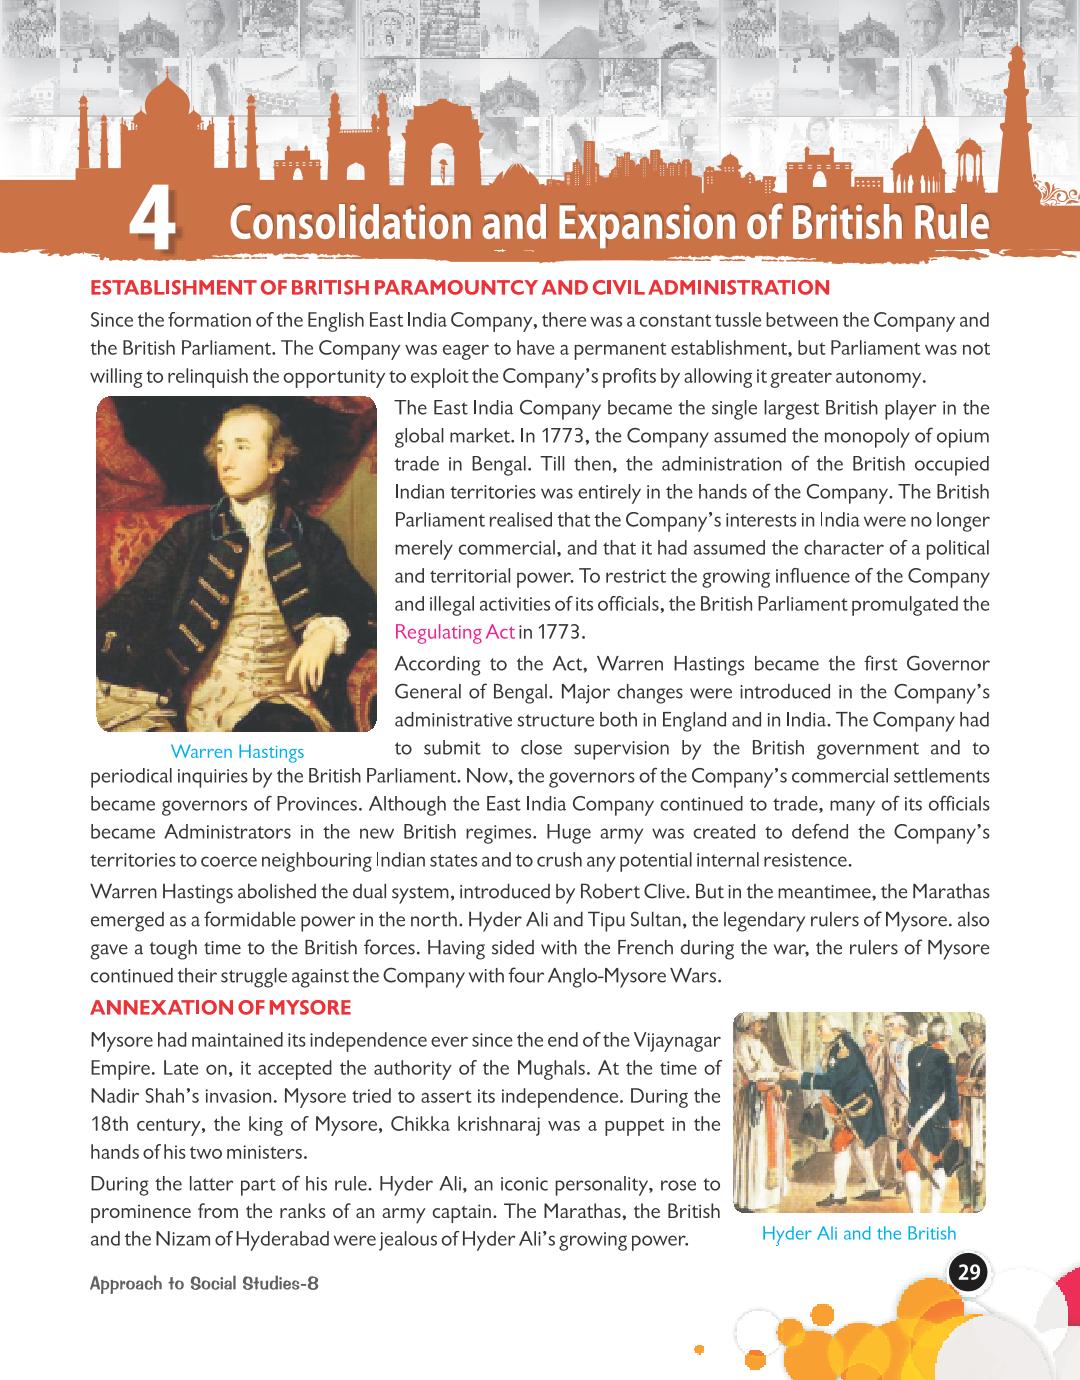 4 Consolidation and Expansion of British Rule
ESTABLISHMENT OF BRITISH PARAMOUNTCY AND CIVIL ADMINISTRATION
Since the formation of the English East India Company, there was a constant tussle between the Company and
the British Parliament. The Company was eager to have a permanent establishment, but Parliament was not
willing to relinquish the opportunity to exploit the Company's profits by allowing it greater autonomy.
The East India Company became the single largest British player in the
global market. In 1773, the Company assumed the monopoly of opium
trade in Bengal. Till then, the administration of the British occupied
Indian territories was entirely in the hands of the Company. The British
Parliament realised that the Company's interests in India were no longer
merely commercial, and that it had assumed the character of a political
and territorial power. To restrict the growing influence of the Company
and illegal activities of its officials, the British Parliament promulgated the
Regulating Act in 1773.
According to the Act, Warren Hastings became the first Governor
General of Bengal. Major changes were introduced in the Company's
administrative structure both in England and in India. The Company had
to submit to close supervision by the British government and to
Warren Hastings
periodical inquiries by the British Parliament. Now, the governors of the Company's commercial settlements
became governors of Provinces. Although the East India Company continued to trade, many of its officials
became Administrators in the new British regimes. Huge army was created to defend the Company's
territories to coerce neighbouring Indian states and to crush any potential internal resistence.
Warren Hastings abolished the dual system, introduced by Robert Clive. But in the meantimee, the Marathas
emerged as a formidable power in the north. Hyder Ali and Tipu Sultan, the legendary rulers of Mysore. also
gave a tough time to the British forces. Having sided with the French during the war, the rulers of Mysore
continued their struggle against the Company with four Anglo-Mysore Wars.
ANNEXATION OF MYSORE
Mysore had maintained its independence ever since the end of the Vijaynagar
Empire. Late on, it accepted the authority of the Mughals. At the time of
Nadir Shah's invasion. Mysore tried to assert its independence. During the
18th century, the king of Mysore, Chikka krishnaraj was a puppet in the
hands of his two ministers.
During the latter part of his rule. Hyder Ali, an iconic personality, rose to
prominence from the ranks of an army captain. The Marathas, the British
and the Nizam of Hyderabad were jealous of Hyder Ali's growing power.
Hyder Ali and the British
Approach to Social Studies-8
29